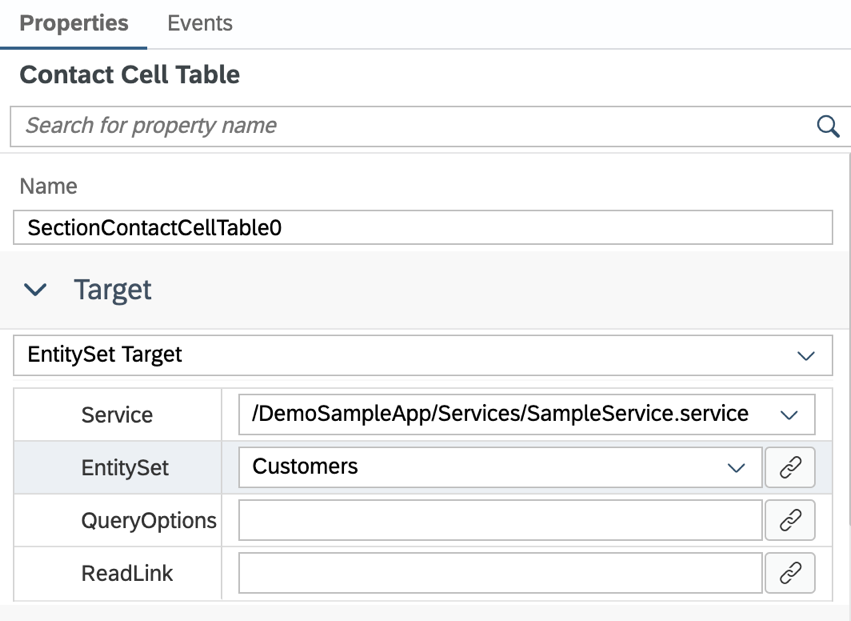 Properties Events
Contact Cell Table
Search for property name
Name
SectionContactCellTable0
Target
EntitySet Target
Service /DemoSampleApp/Services/SampleService.service
EntitySet Customers
QueryOptions
ReadLink